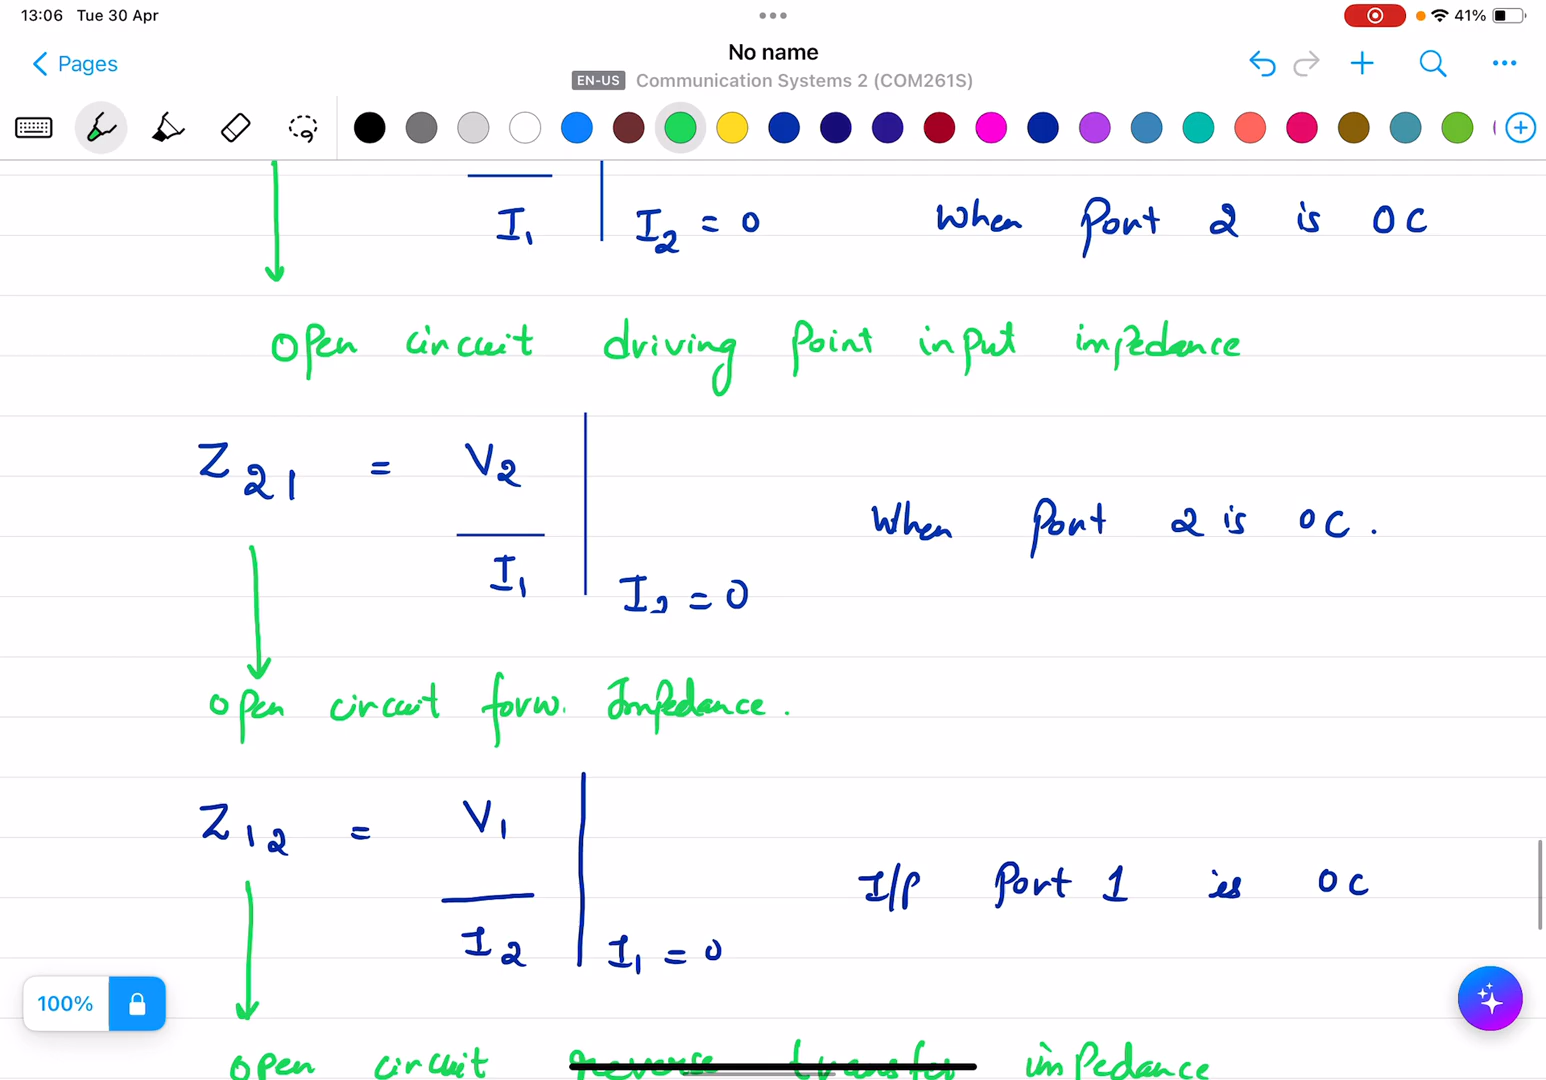 13:06 Tue 30 Apr
41%
Pages
No name
EN-US Communication Systems 2 (COM261S)
I1 | I2 = 0 When Port 2 is OC
Open circuit driving point input impedance
Z21 = V2 / I1 | I2 = 0 When Port 2 is OC.
Open circuit forw. Impedance.
Z12 = V1 / I2 | I1 = 0 I/P Port 1 is OC
100%
open circuit reverse transfer impedance